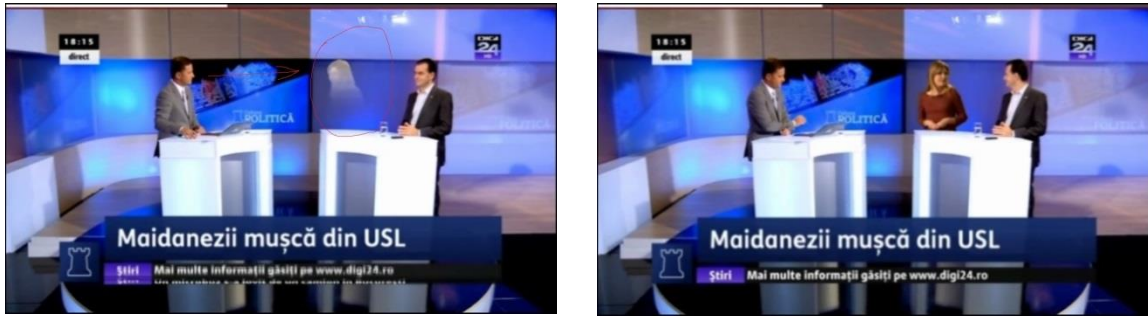 18:15
direct
DIGI
24
POLITICĂ
Maidanezii mușcă din USL
Știri Mai multe informații găsiți pe www.digi24.ro
18:15
direct
DIGI
24
POLITICĂ
Maidanezii mușcă din USL
Știri Mai multe informații găsiți pe www.digi24.ro